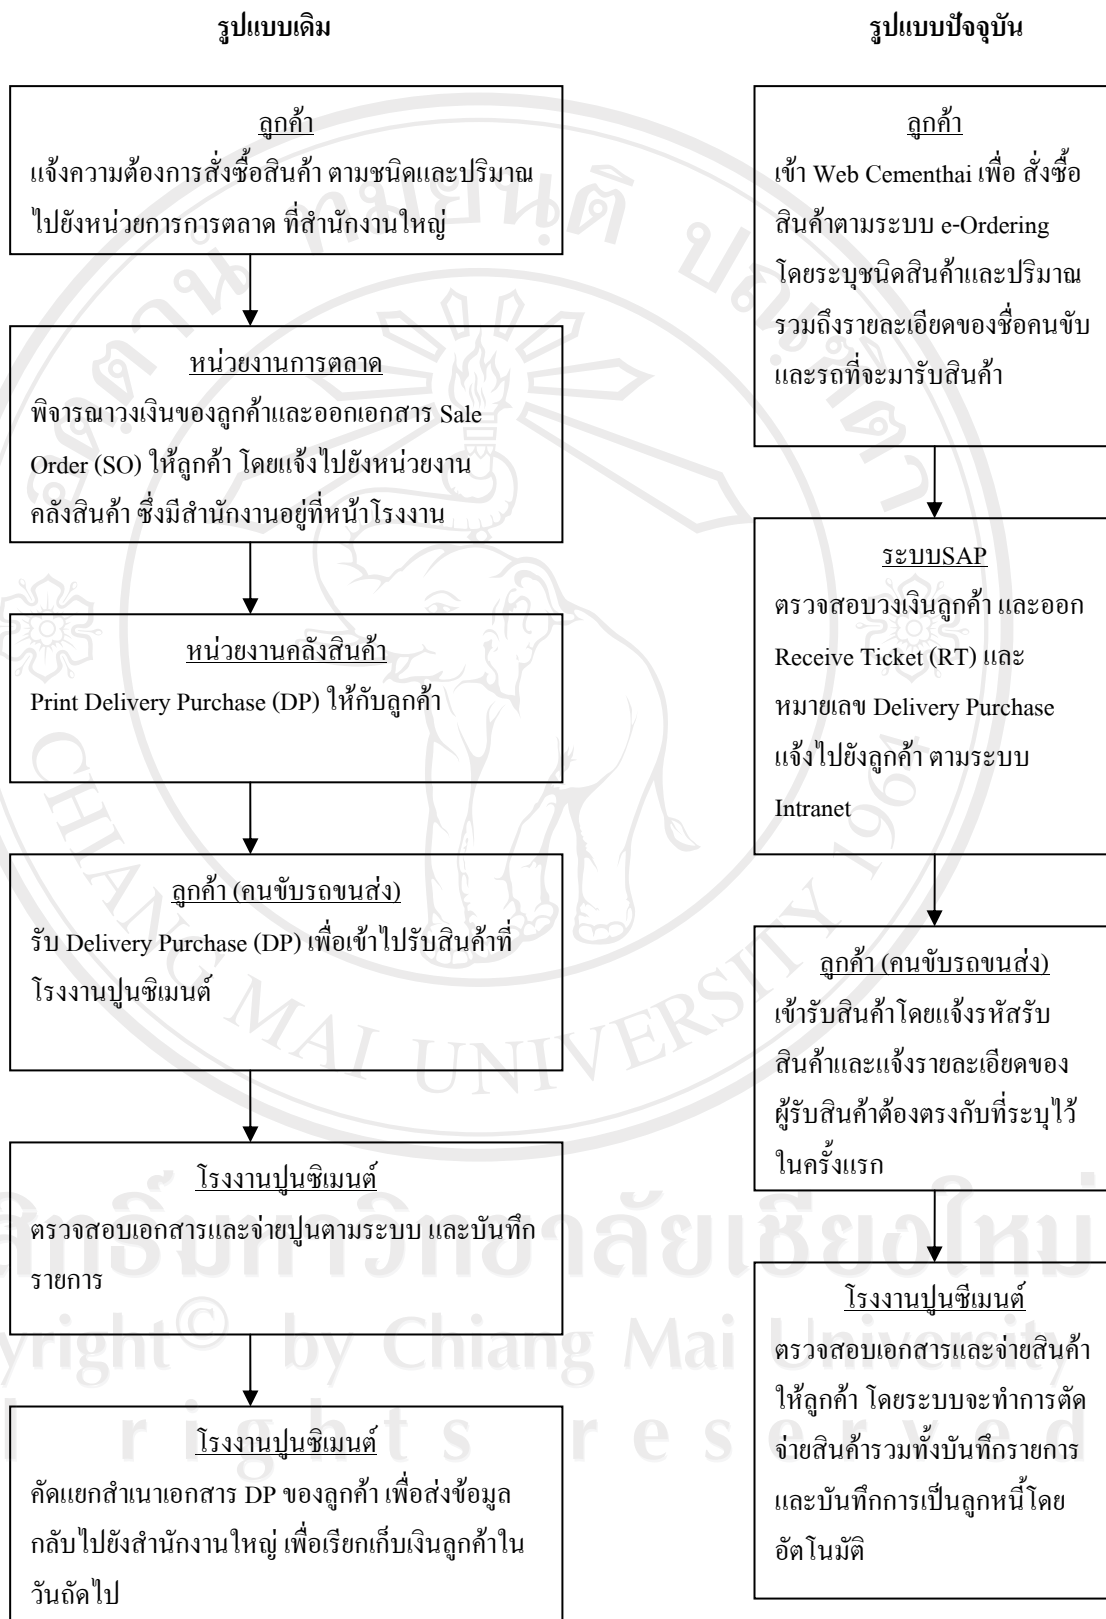 รูปแบบเดิม
ลูกค้า
แจ้งความต้องการสั่งซื้อสินค้า ตามชนิดและปริมาณ
ไปยังหน่วยการการตลาด ที่สำนักงานใหญ่
หน่วยงานการตลาด
พิจารณาวงเงินของลูกค้าและออกเอกสาร Sale
Order (SO) ให้ลูกค้า โดยแจ้งไปยังหน่วยงาน
คลังสินค้า ซึ่งมีสำนักงานอยู่ที่หน้าโรงงาน
หน่วยงานคลังสินค้า
Print Delivery Purchase (DP) ให้กับลูกค้า
ลูกค้า (คนขับรถขนส่ง)
รับ Delivery Purchase (DP) เพื่อเข้าไปรับสินค้าที่
โรงงานปูนซิเมนต์
โรงงานปูนซิเมนต์
ตรวจสอบเอกสารและจ่ายปูนตามระบบ และบันทึก
รายการ
โรงงานปูนซิเมนต์
คัดแยกสำเนาเอกสาร DP ของลูกค้า เพื่อส่งข้อมูล
กลับไปยังสำนักงานใหญ่ เพื่อเรียกเก็บเงินลูกค้าใน
วันถัดไป
รูปแบบปัจจุบัน
ลูกค้า
เข้า Web Cementhai เพื่อ สั่งซื้อ
สินค้าตามระบบ e-Ordering
โดยระบุชนิดสินค้าและปริมาณ
รวมถึงรายละเอียดของชื่อคนขับ
และรถที่จะมารับสินค้า
ระบบSAP
ตรวจสอบวงเงินลูกค้า และออก
Receive Ticket (RT) และ
หมายเลข Delivery Purchase
แจ้งไปยังลูกค้า ตามระบบ
Intranet
ลูกค้า (คนขับรถขนส่ง)
เข้ารับสินค้าโดยแจ้งรหัสรับ
สินค้าและแจ้งรายละเอียดของ
ผู้รับสินค้าต้องตรงกับที่ระบุไว้
ในครั้งแรก
โรงงานปูนซีเมนต์
ตรวจสอบเอกสารและจ่ายสินค้า
ให้ลูกค้า โดยระบบจะทำการตัด
จ่ายสินค้ารวมทั้งบันทึกรายการ
และบันทึกการเป็นลูกหนี้โดย
อัตโนมัติ
CHIANG MAI UNIVERSITY 1964
สิทธิ์มหาวิทยาลัยเชียงใหม่
yright © by Chiang Mai University
l rights reserved